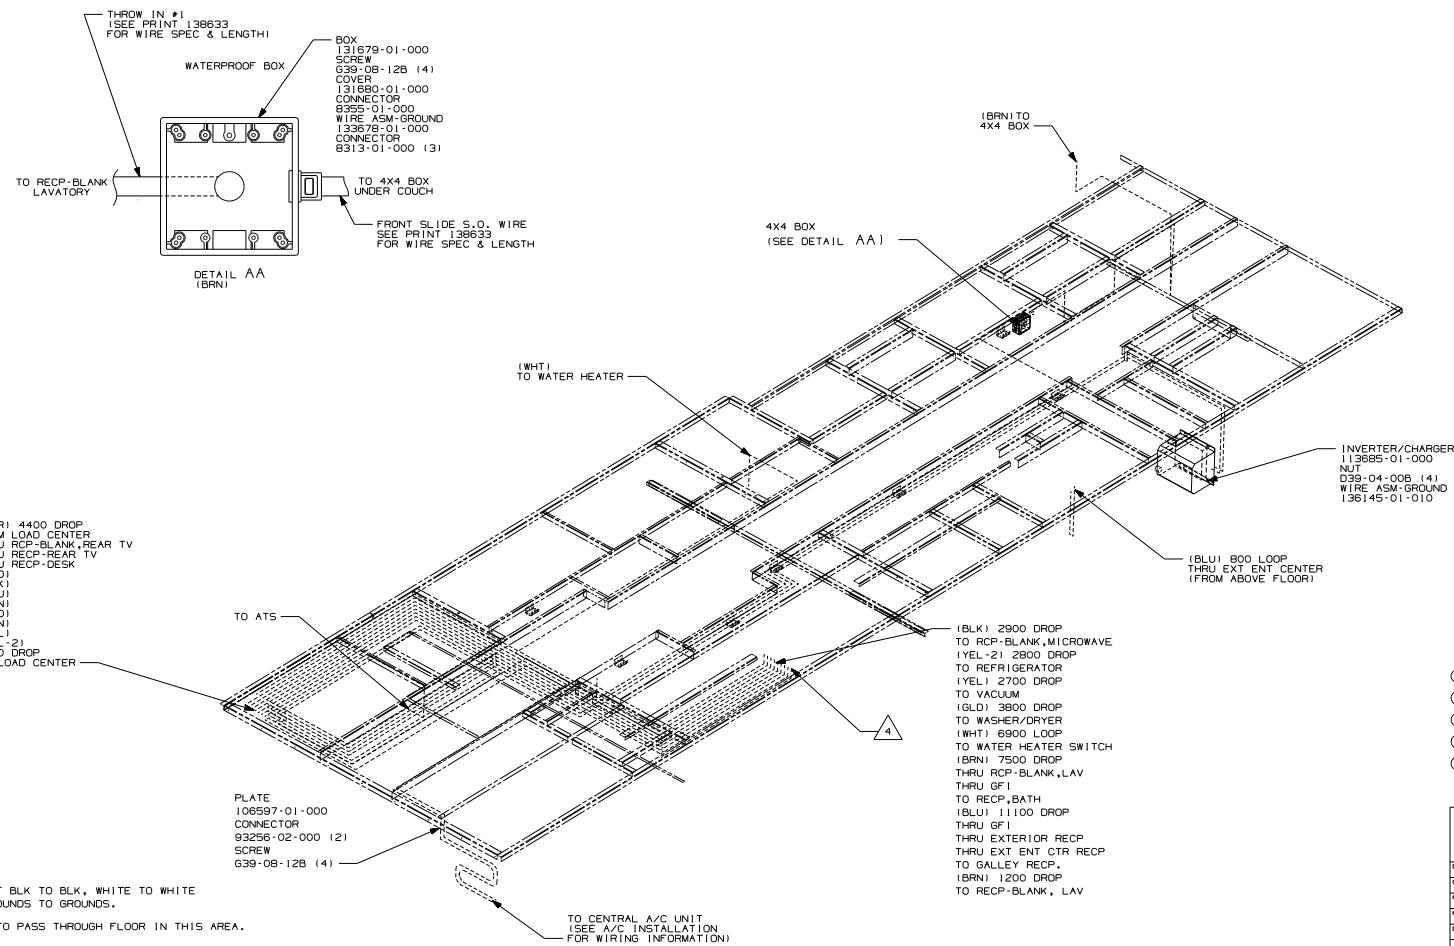 THROW IN #1
(SEE PRINT 138633
FOR WIRE SPEC & LENGTH)
WATERPROOF BOX
BOX
131679-01-000
SCREW
G39-08-12B (4)
COVER
131680-01-000
CONNECTOR
8355-01-000
WIRE ASM-GROUND
133678-01-000
CONNECTOR
8313-01-000 (3)
TO RECP-BLANK
LAVATORY
TO 4X4 BOX
UNDER COUCH
FRONT SLIDE S.O. WIRE
SEE PRINT 138633
FOR WIRE SPEC & LENGTH
DETAIL AA
(BRN)
(BRN) TO
4X4 BOX
4X4 BOX
(SEE DETAIL AA)
(WHT)
TO WATER HEATER
INVERTER/CHARGER
113685-01-000
NUT
D39-04-00B (4)
WIRE ASM-GROUND
136145-01-010
(BLU) 800 LOOP
THRU EXT ENT CENTER
(FROM ABOVE FLOOR)
R) 4400 DROP
M LOAD CENTER
U RCP-BLANK,REAR TV
U RECP-REAR TV
U RECP-DESK
L-2)
DROP
LOAD CENTER
TO ATS
(BLK) 2900 DROP
TO RCP-BLANK,MICROWAVE
(YEL-2) 2800 DROP
TO REFRIGERATOR
(YEL) 2700 DROP
TO VACUUM
(GLD) 3800 DROP
TO WASHER/DRYER
(WHT) 6900 LOOP
TO WATER HEATER SWITCH
(BRN) 7500 DROP
THRU RCP-BLANK,LAV
THRU GFI
TO RECP,BATH
(BLU) 11100 DROP
THRU GFI
THRU EXTERIOR RECP
THRU EXT ENT CTR RECP
TO GALLEY RECP.
(BRN) 1200 DROP
TO RECP-BLANK, LAV
4
PLATE
106597-01-000
CONNECTOR
93256-02-000 (2)
SCREW
G39-08-12B (4)
TO CENTRAL A/C UNIT
(SEE A/C INSTALLATION
FOR WIRING INFORMATION)
T BLK TO BLK, WHITE TO WHITE
OUNDS TO GROUNDS.
TO PASS THROUGH FLOOR IN THIS AREA.